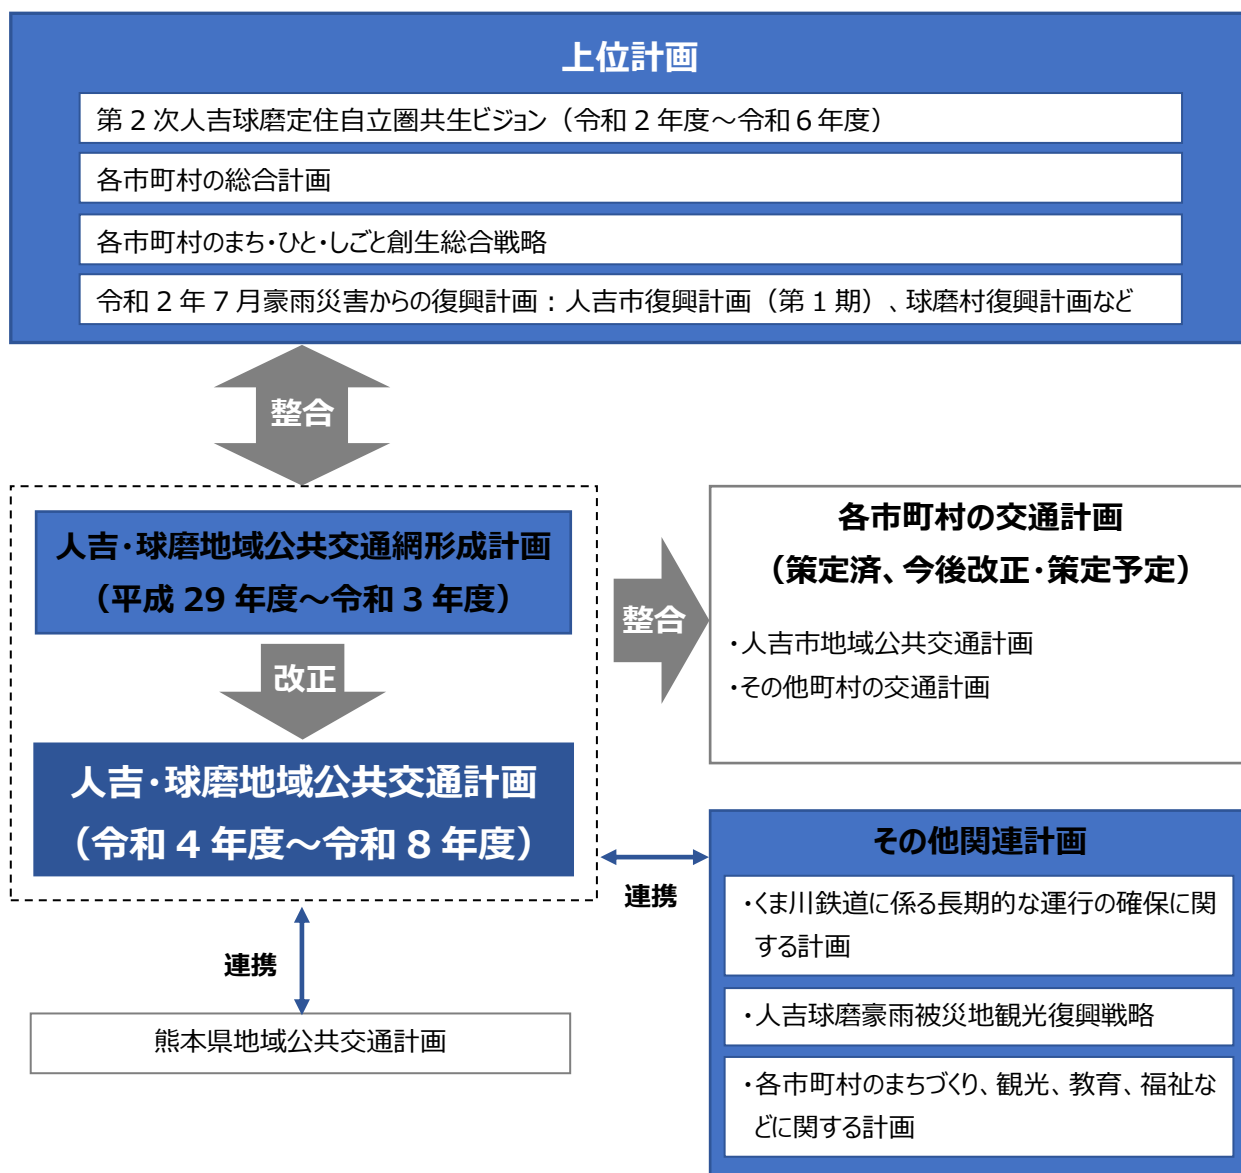 上位計画
第２次人吉球磨定住自立圏共生ビジョン（令和２年度～令和６年度）
各市町村の総合計画
各市町村のまち・ひと・しごと創生総合戦略
令和２年７月豪雨災害からの復興計画：人吉市復興計画（第１期）、球磨村復興計画など
整合
人吉・球磨地域公共交通網形成計画
（平成 29 年度～令和 3 年度）
改正
人吉・球磨地域公共交通計画
（令和 4 年度～令和 8 年度）
整合
各市町村の交通計画
（策定済、今後改正・策定予定）
・人吉市地域公共交通計画
・その他町村の交通計画
連携
その他関連計画
・くま川鉄道に係る長期的な運行の確保に関
する計画
・人吉球磨豪雨被災地観光復興戦略
・各市町村のまちづくり、観光、教育、福祉な
どに関する計画
連携
熊本県地域公共交通計画